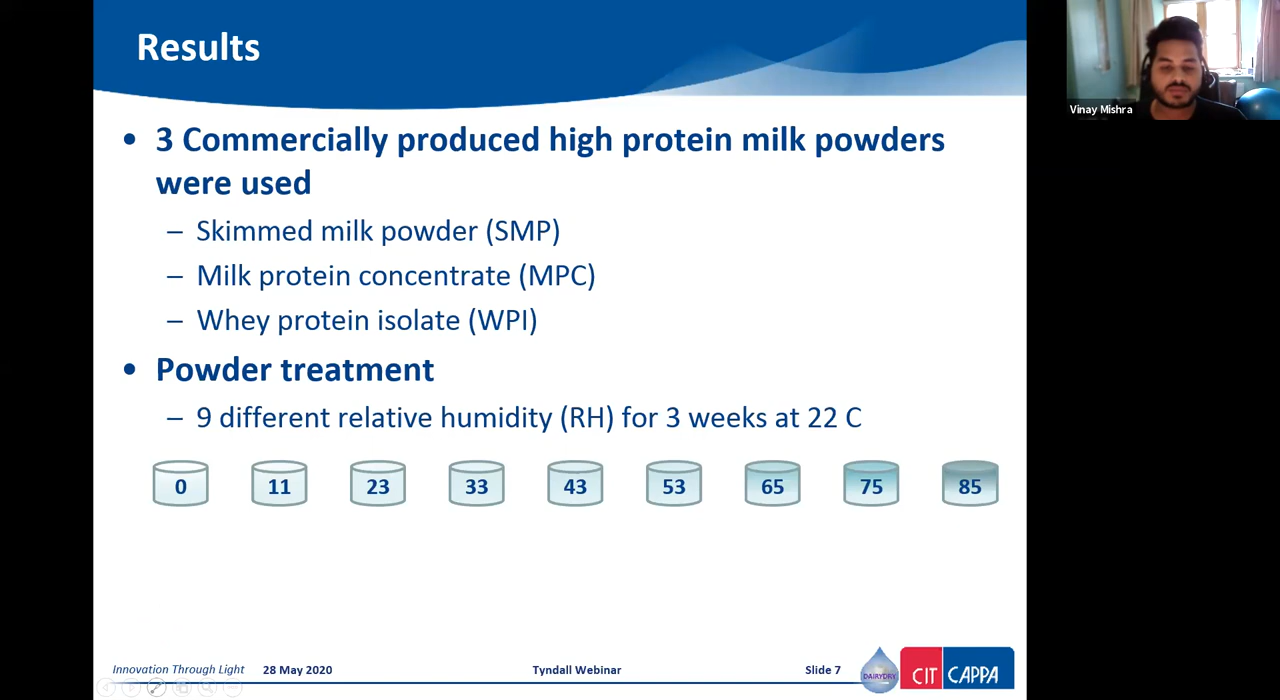 Results
Vinay Mishra
• 3 Commercially produced high protein milk powders
were used
– Skimmed milk powder (SMP)
– Milk protein concentrate (MPC)
– Whey protein isolate (WPI)
• Powder treatment
– 9 different relative humidity (RH) for 3 weeks at 22 C
0 11 23 33 43 53 65 75 85
Innovation Through Light 28 May 2020 Tyndall Webinar Slide 7 DAIRYDRY CIT CAPPA